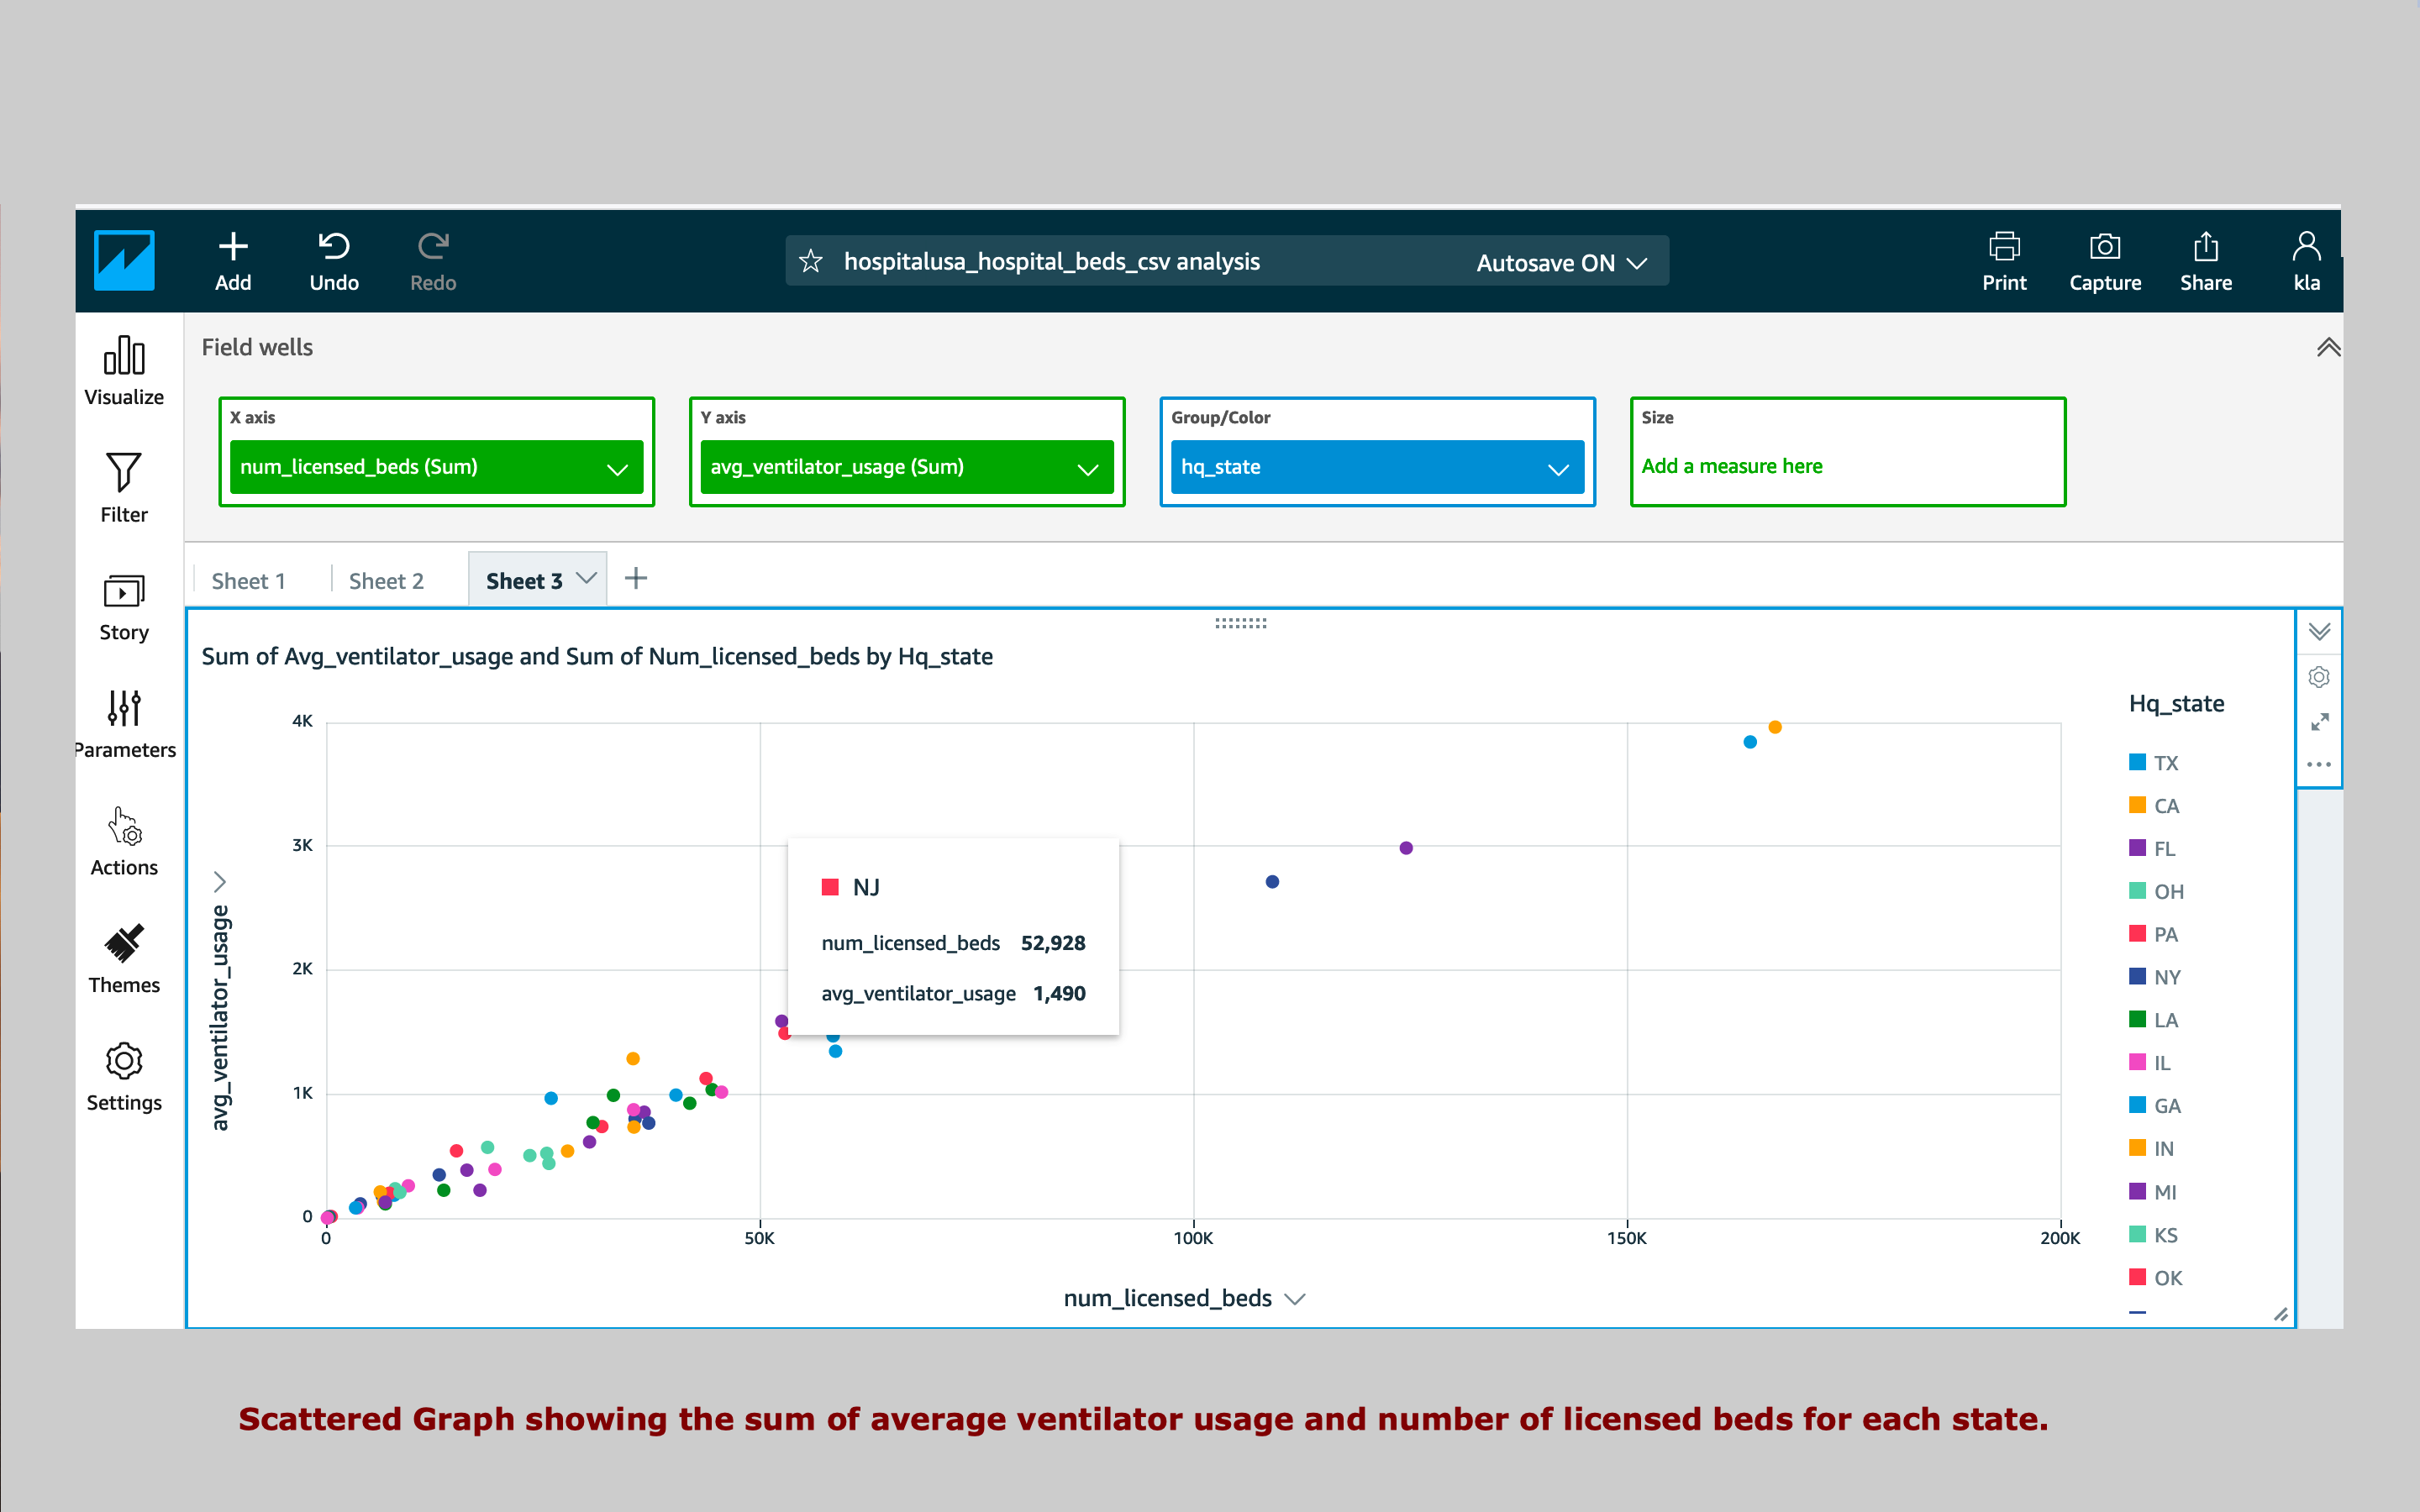 Add
Undo
Redo
hospitalusa_hospital_beds_csv analysis
Autosave ON
Print
Capture
Share
kla
Visualize
Filter
Story
Parameters
Actions
Themes
Settings
Field wells
X axis
num_licensed_beds (Sum)
Y axis
avg_ventilator_usage (Sum)
Group/Color
hq_state
Size
Add a measure here
Sheet 1
Sheet 2
Sheet 3
Sum of Avg_ventilator_usage and Sum of Num_licensed_beds by Hq_state
4K
3K
2K
1K
0
avg_ventilator_usage
NJ
num_licensed_beds 52,928
avg_ventilator_usage 1,490
0
50K
100K
150K
200K
num_licensed_beds
Hq_state
TX
CA
FL
OH
PA
NY
LA
IL
GA
IN
MI
KS
OK
Scattered Graph showing the sum of average ventilator usage and number of licensed beds for each state.